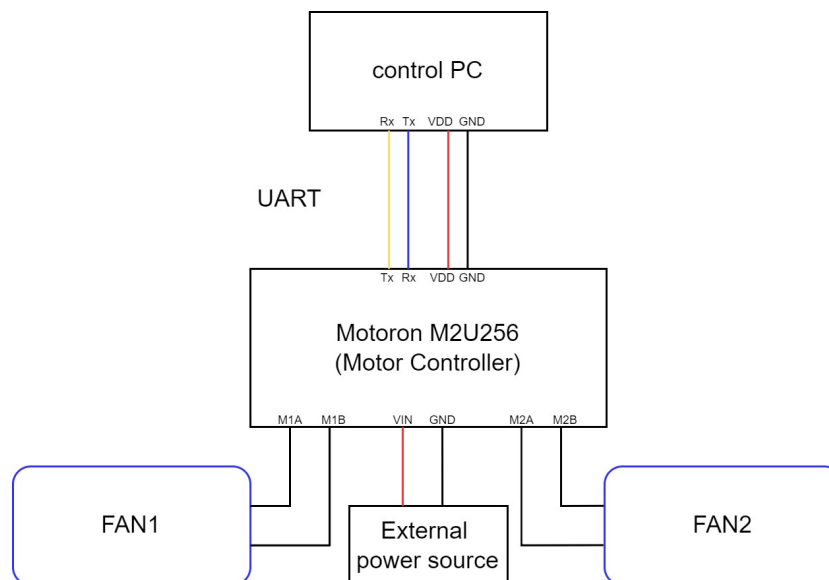 control PC
Rx Tx VDD GND
UART
Tx Rx VDD GND
Motoron M2U256
(Motor Controller)
M1A M1B VIN GND M2A M2B
FAN1
External
power source
FAN2